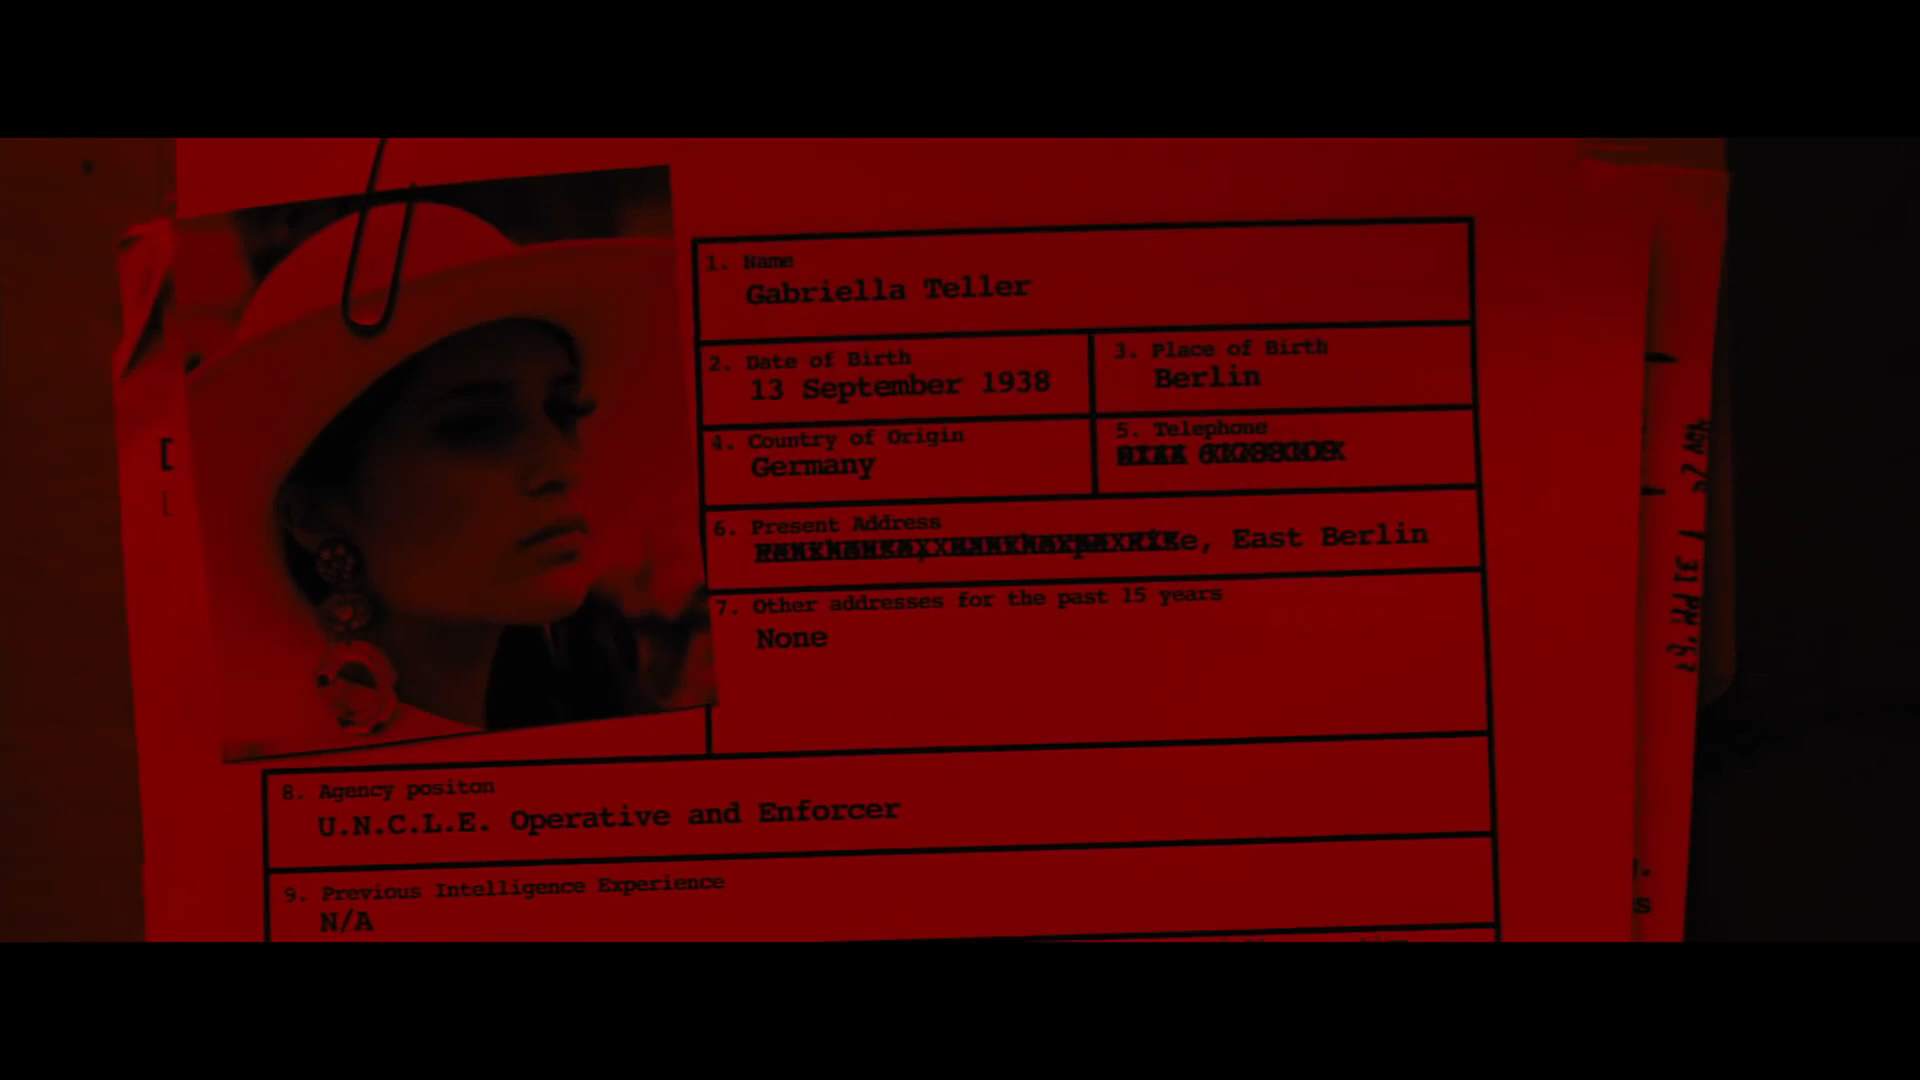 1. Name
Gabriella Teller
2. Date of Birth
13 September 1938
3. Place of Birth
Berlin
4. Country of Origin
Germany
5. Telephone
6. Present Address
e, East Berlin
7. Other addresses for the past 15 years
None
8. Agency positon
U.N.C.L.E. Operative and Enforcer
9. Previous Intelligence Experience
N/A